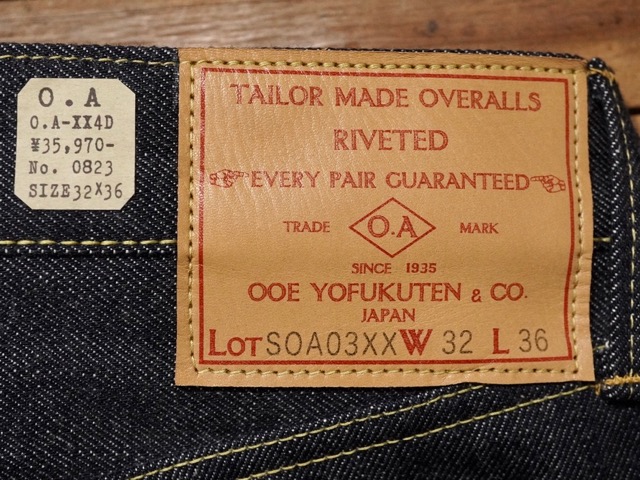 O.A
O.A-XX4D
¥35,970-
No. 0823
SIZE32X36
TAILOR MADE OVERALLS
RIVETED
EVERY PAIR GUARANTEED
TRADE O.A MARK
SINCE 1935
OOE YOFUKUTEN & CO.
JAPAN
LOT SOA03XX W 32 L 36